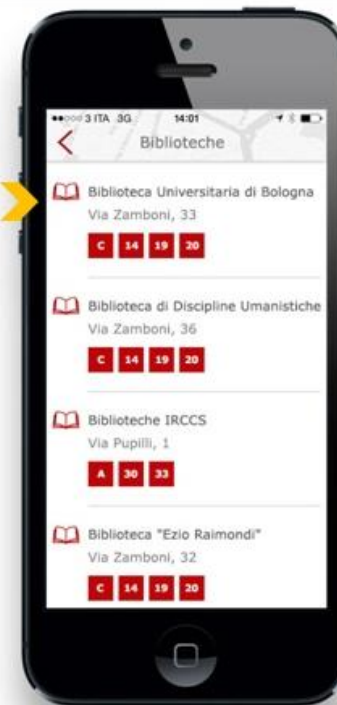 3 ITA 3G 14:01
Biblioteche
Biblioteca Universitaria di Bologna
Via Zamboni, 33
C 14 19 20
Biblioteca di Discipline Umanistiche
Via Zamboni, 36
C 14 19 20
Biblioteche IRCCS
Via Pupilli, 1
A 30 33
Biblioteca "Ezio Raimondi"
Via Zamboni, 32
C 14 19 20